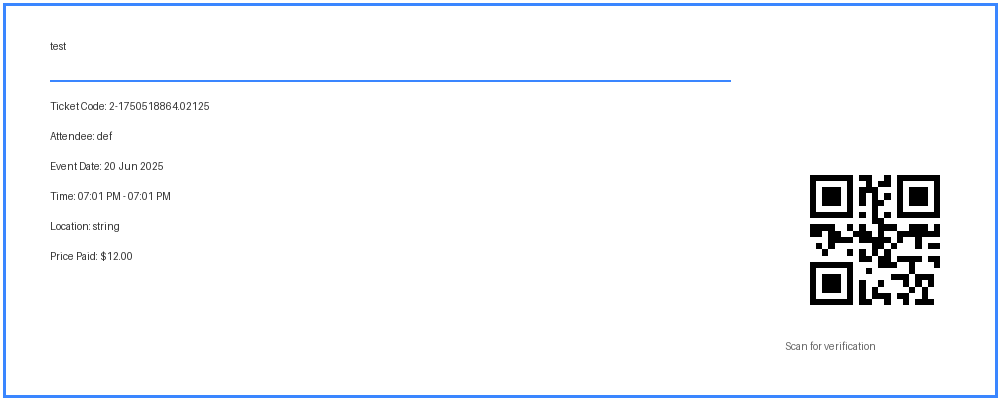 test
Ticket Code: 2-1750518864.02125
Attendee: def
Event Date: 20 Jun 2025
Time: 07:01 PM - 07:01 PM
Location: string
Price Paid: $12.00
Scan for verification